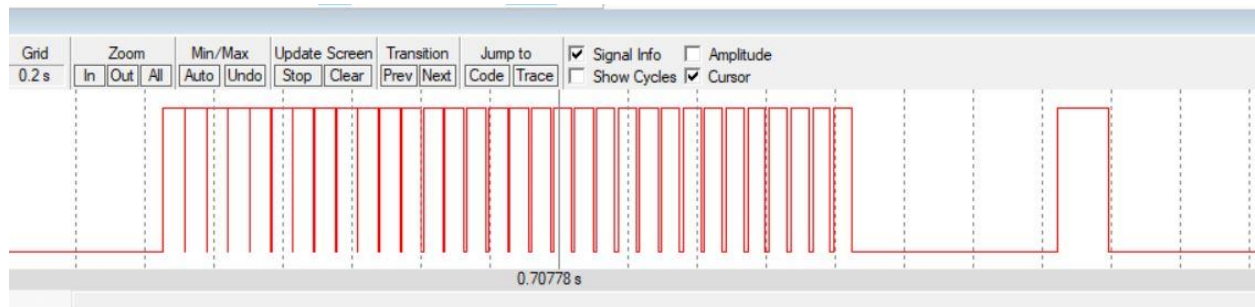 Grid Zoom Min/Max Update Screen Transition Jump to Signal Info Amplitude
0.2 s In Out All Auto Undo Stop Clear Prev Next Code Trace Show Cycles Cursor
0.70778 s